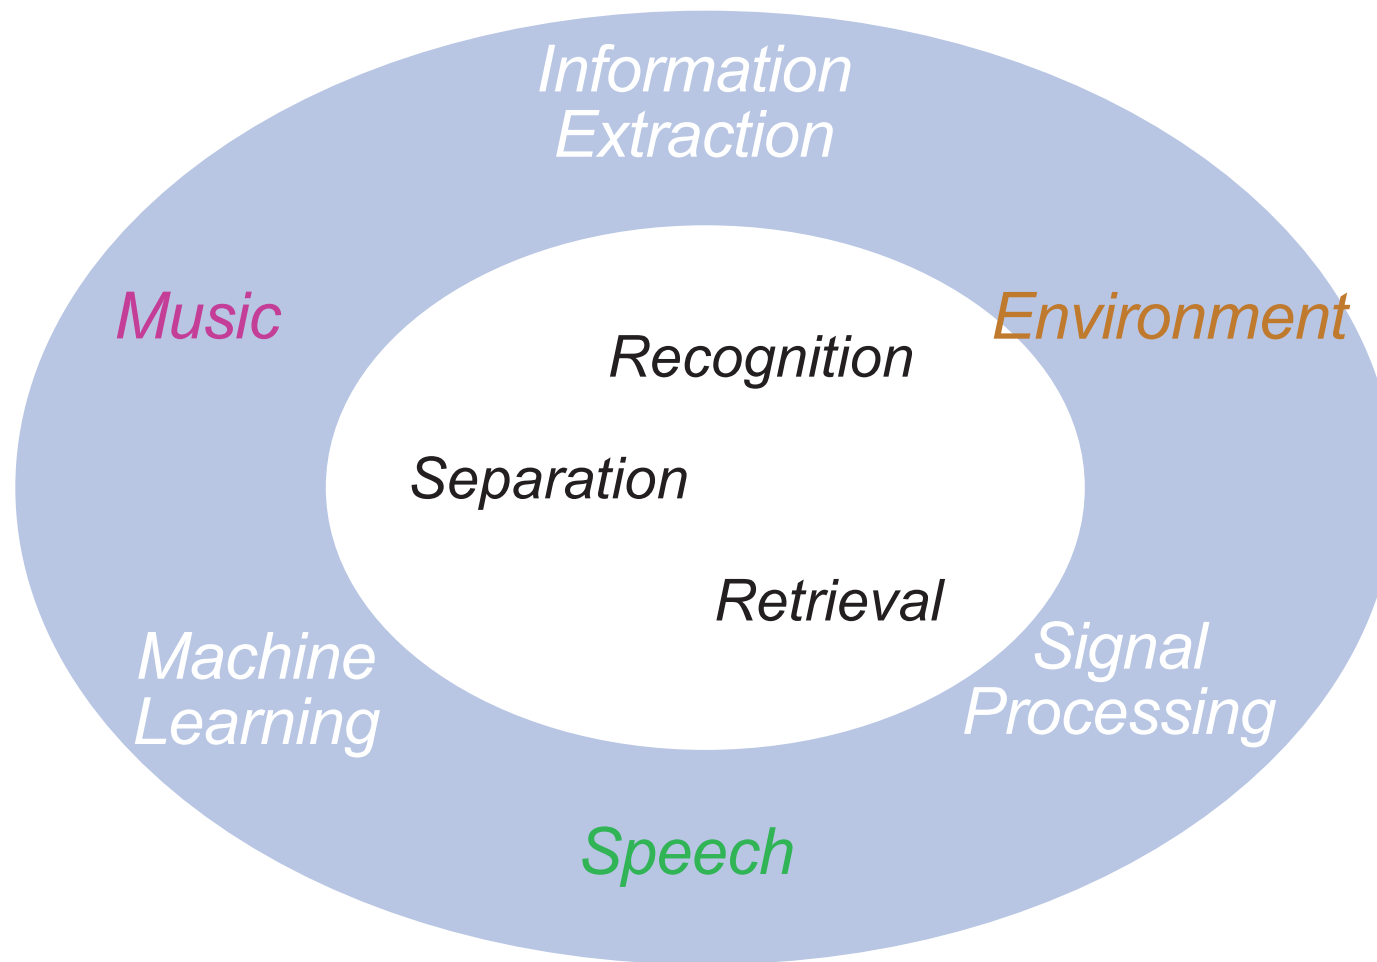 Information
Extraction
Music
Environment
Recognition
Separation
Retrieval
Machine
Learning
Signal
Processing
Speech